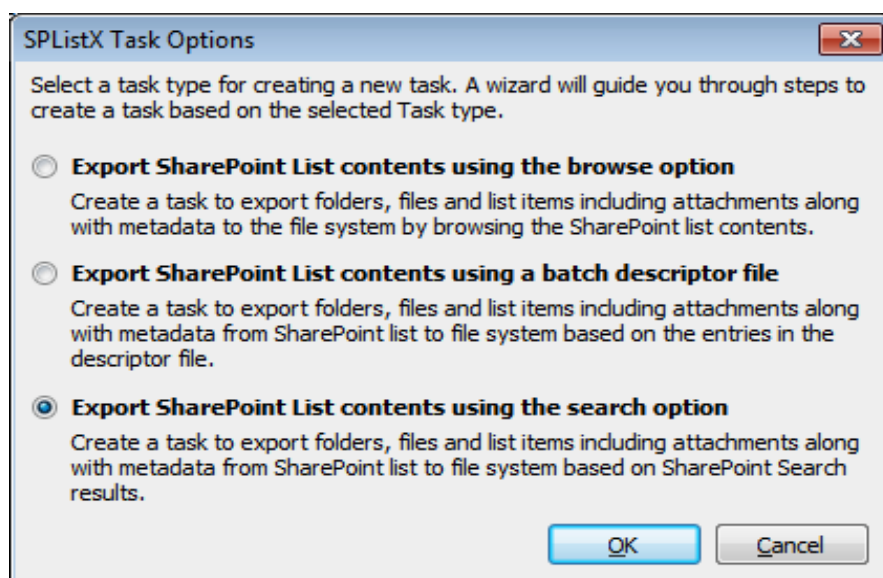 SPListX Task Options
Select a task type for creating a new task. A wizard will guide you through steps to
create a task based on the selected Task type.
Export SharePoint List contents using the browse option
Create a task to export folders, files and list items including attachments along
with metadata to the file system by browsing the SharePoint list contents.
Export SharePoint List contents using a batch descriptor file
Create a task to export folders, files and list items including attachments along
with metadata from SharePoint list to file system based on the entries in the
descriptor file.
Export SharePoint List contents using the search option
Create a task to export folders, files and list items including attachments along
with metadata from SharePoint list to file system based on SharePoint Search
results.
OK Cancel